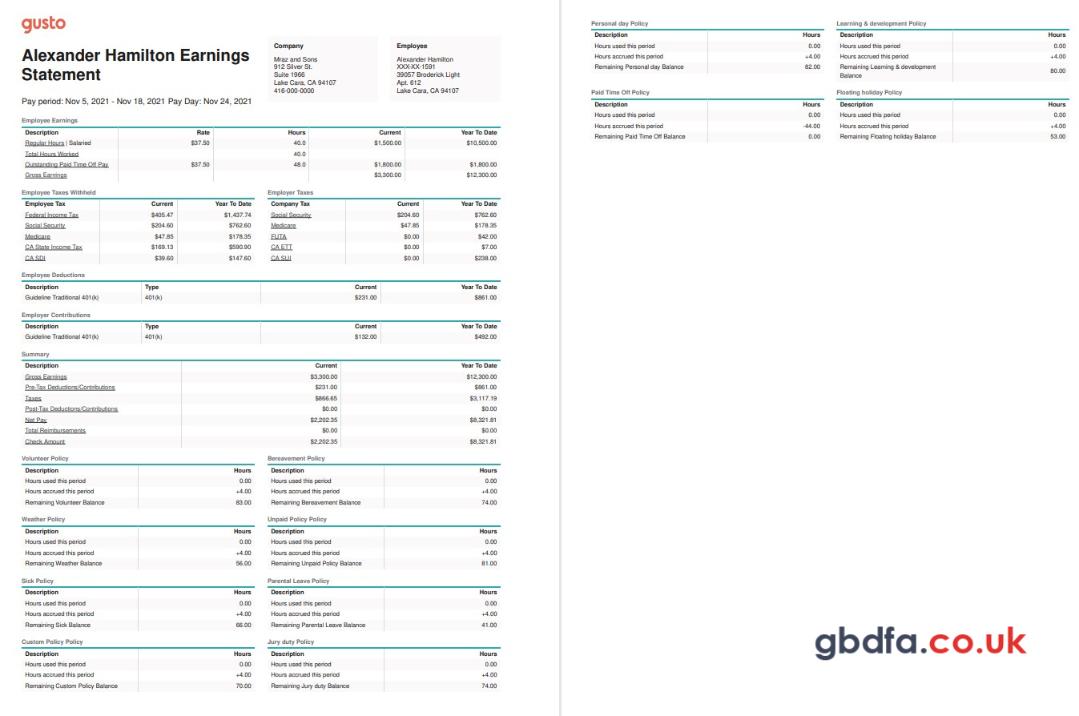 gusto
Alexander Hamilton Earnings
Statement
Pay period: Nov 5, 2021 - Nov 18, 2021 Pay Day: Nov 24, 2021
Company
Mraz and Sons
912 Silver St.
Suite 1966
Lake Cara, CA 94107
416-000-0000
Employee
Alexander Hamilton
XXX-XX-1591
39057 Broderick Light
Apt. 612
Lake Cara, CA 94107
Employee Earnings
Description Rate Hours Current Year To Date
Regular Hours | Salaried $37.50 40.0 $1,500.00 $10,500.00
Total Hours Worked 40.0
Outstanding Paid Time Off Pay $37.50 48.0 $1,800.00 $1,800.00
Gross Earnings $3,300.00 $12,300.00
Employee Taxes Withheld
Employee Tax Current Year To Date
Federal Income Tax $405.47 $1,437.74
Social Security $204.60 $762.60
Medicare $47.85 $178.35
CA State Income Tax $169.13 $590.90
CA SDI $39.60 $147.60
Employer Taxes
Company Tax Current Year To Date
Social Security $204.60 $762.60
Medicare $47.85 $178.35
FUTA $0.00 $42.00
CA ETT $0.00 $7.00
CA SUI $0.00 $238.00
Employee Deductions
Description Type Current Year To Date
Guideline Traditional 401(k) 401(k) $231.00 $861.00
Employer Contributions
Description Type Current Year To Date
Guideline Traditional 401(k) 401(k) $132.00 $492.00
Summary
Description Current Year To Date
Gross Earnings $3,300.00 $12,300.00
Pre-Tax Deductions/Contributions $231.00 $861.00
Taxes $866.65 $3,117.19
Post-Tax Deductions/Contributions $0.00 $0.00
Net Pay $2,202.35 $8,321.81
Total Reimbursements $0.00 $0.00
Check Amount $2,202.35 $8,321.81
Volunteer Policy
Description Hours
Hours used this period 0.00
Hours accrued this period +4.00
Remaining Volunteer Balance 83.00
Bereavement Policy
Description Hours
Hours used this period 0.00
Hours accrued this period +4.00
Remaining Bereavement Balance 74.00
Weather Policy
Description Hours
Hours used this period 0.00
Hours accrued this period +4.00
Remaining Weather Balance 56.00
Unpaid Policy Policy
Description Hours
Hours used this period 0.00
Hours accrued this period +4.00
Remaining Unpaid Policy Balance 81.00
Sick Policy
Description Hours
Hours used this period 0.00
Hours accrued this period +4.00
Remaining Sick Balance 66.00
Parental Leave Policy
Description Hours
Hours used this period 0.00
Hours accrued this period +4.00
Remaining Parental Leave Balance 41.00
Custom Policy Policy
Description Hours
Hours used this period 0.00
Hours accrued this period +4.00
Remaining Custom Policy Balance 70.00
Jury duty Policy
Description Hours
Hours used this period 0.00
Hours accrued this period +4.00
Remaining Jury duty Balance 74.00
Personal day Policy
Description Hours
Hours used this period 0.00
Hours accrued this period +4.00
Remaining Personal day Balance 62.00
Learning & development Policy
Description Hours
Hours used this period 0.00
Hours accrued this period +4.00
Remaining Learning & development
Balance 80.00
Paid Time Off Policy
Description Hours
Hours used this period 0.00
Hours accrued this period -44.00
Remaining Paid Time Off Balance 0.00
Floating holiday Policy
Description Hours
Hours used this period 0.00
Hours accrued this period +4.00
Remaining Floating holiday Balance 53.00
gbdfa.co.uk